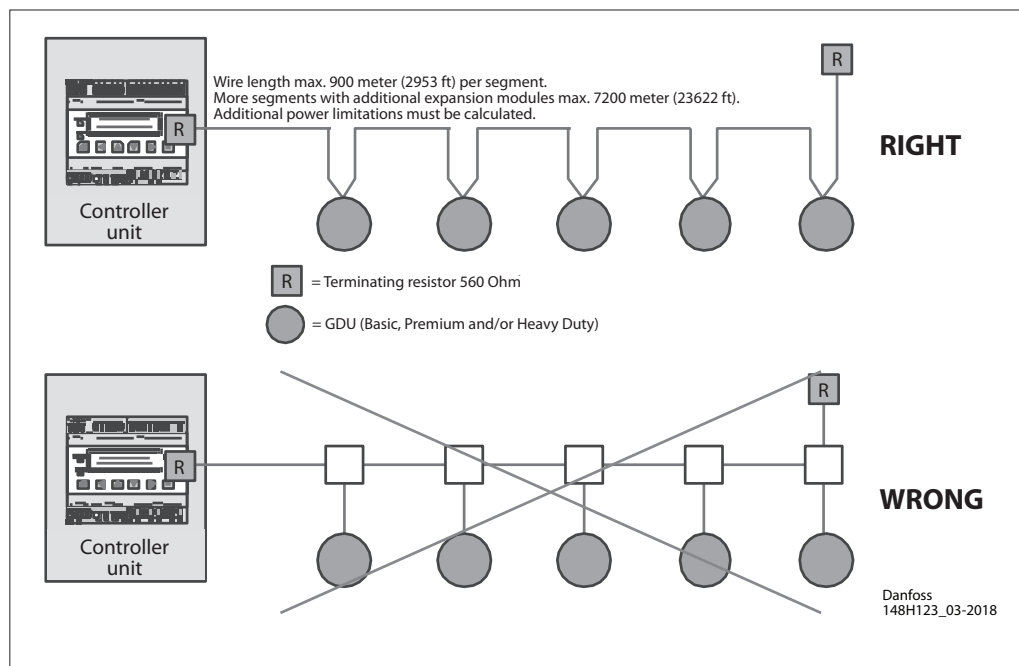 Wire length max. 900 meter (2953 ft) per segment.
More segments with additional expansion modules max. 7200 meter (23622 ft).
Additional power limitations must be calculated.
R
R
RIGHT
Controller
unit
R
= Terminating resistor 560 Ohm
= GDU (Basic, Premium and/or Heavy Duty)
R
R
WRONG
Controller
unit
Danfoss
148H123_03-2018